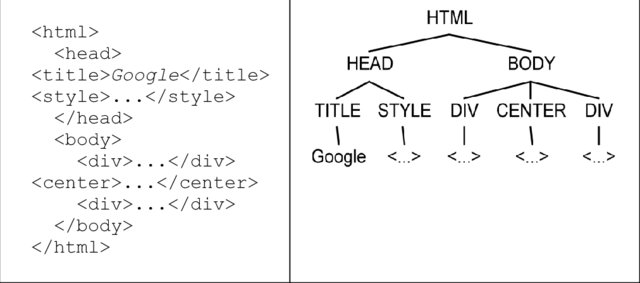 <html>
<head>
<title>Google</title>
<style>...</style>
</head>
<body>
<div>...</div>
<center>...</center>
<div>...</div>
</body>
</html>
HTML
HEAD BODY
TITLE STYLE DIV CENTER DIV
Google <...> <...> <...> <...>